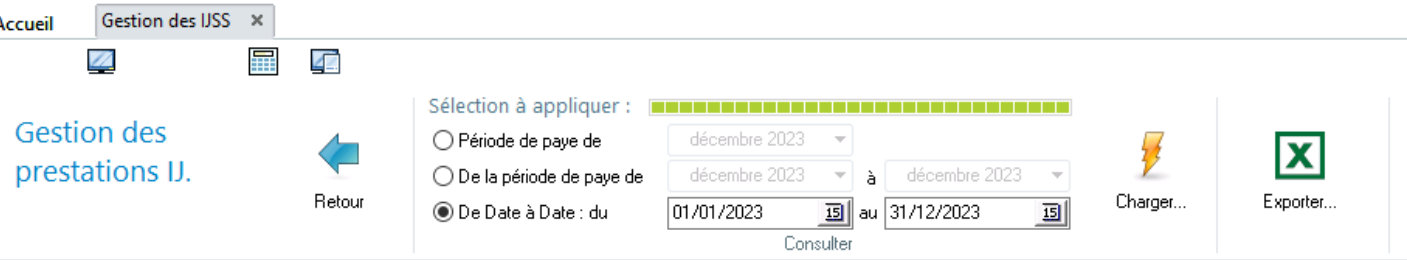 Accueil
Gestion des IJSS ×
Sélection à appliquer :
Gestion des
prestations IJ.
Retour
Période de paye de décembre 2023
De la période de paye de décembre 2023 à décembre 2023
De Date à Date : du 01/01/2023 15 au 31/12/2023 15
Consulter
Charger...
Exporter...